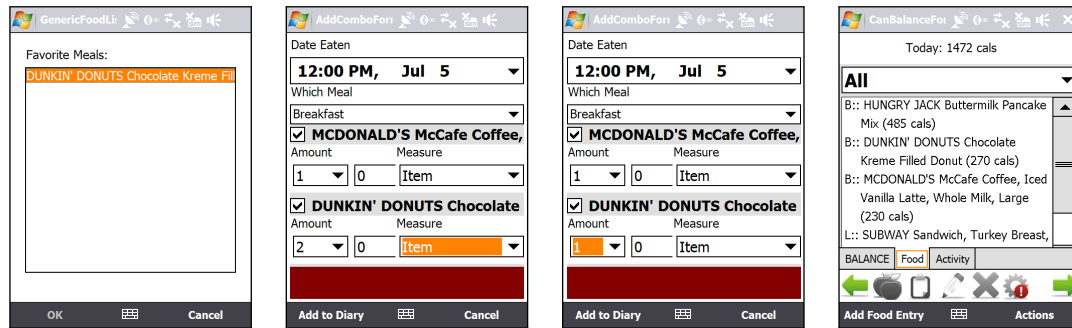 GenericFoodLi
Favorite Meals:
DUNKIN' DONUTS Chocolate Kreme Fill
OK
Cancel
AddComboFor
Date Eaten
12:00 PM, Jul 5
Which Meal
Breakfast
MCDONALD'S McCafe Coffee,
Amount Measure
1 0 Item
DUNKIN' DONUTS Chocolate
Amount Measure
2 0 Item
Add to Diary
Cancel
AddComboFor
Date Eaten
12:00 PM, Jul 5
Which Meal
Breakfast
MCDONALD'S McCafe Coffee,
Amount Measure
1 0 Item
DUNKIN' DONUTS Chocolate
Amount Measure
1 0 Item
Add to Diary
Cancel
CanBalanceFor
Today: 1472 cals
All
B:: HUNGRY JACK Buttermilk Pancake
Mix (485 cals)
B:: DUNKIN' DONUTS Chocolate
Kreme Filled Donut (270 cals)
B:: MCDONALD'S McCafe Coffee, Iced
Vanilla Latte, Whole Milk, Large
(230 cals)
L:: SUBWAY Sandwich, Turkey Breast,
BALANCE Food Activity
Add Food Entry
Actions